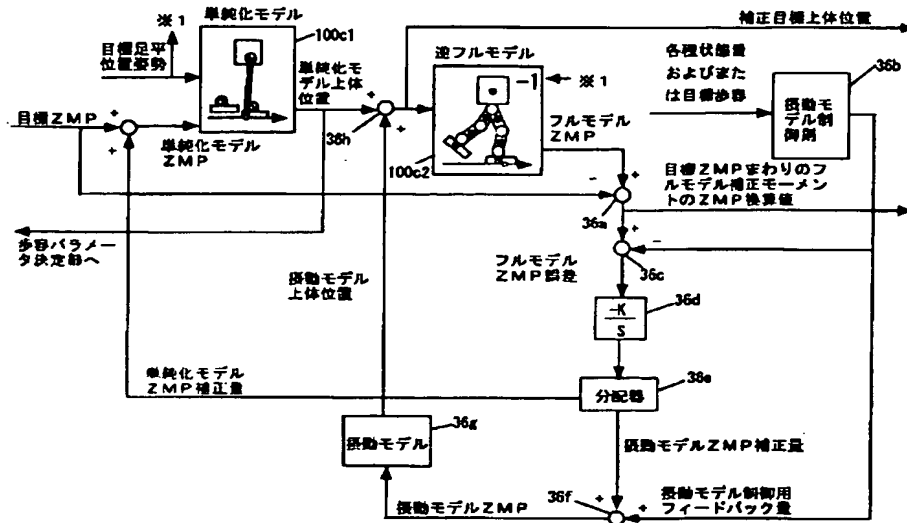 ※1
単純化モデル
100c1
補正目標上体位置
目標足平
位置姿勢
単純化モ
デル上体
位置
逆フルモデル
-1
※1
各種状態量
およびまた
は目標歩容
36b
摂動モ
デル制
御則
目標ZMP
+
+
単純化モデル
ZMP
+
+
36h
100c2
フルモデル
ZMP
目標ZMPまわりのフ
ルモデル補正モーメン
トのZMP換算値
-
+
36a
歩容パラメー
タ決定部へ
摂動モデル
上体位置
フルモデル
ZMP誤差
+
-
36c
-K
S
36d
単純化モデル
ZMP補正量
分配器
36e
摂動モデル
36g
摂動モデルZMP補正量
摂動モデルZMP
36f
+
+
摂動モデル制御用
フィードバック量